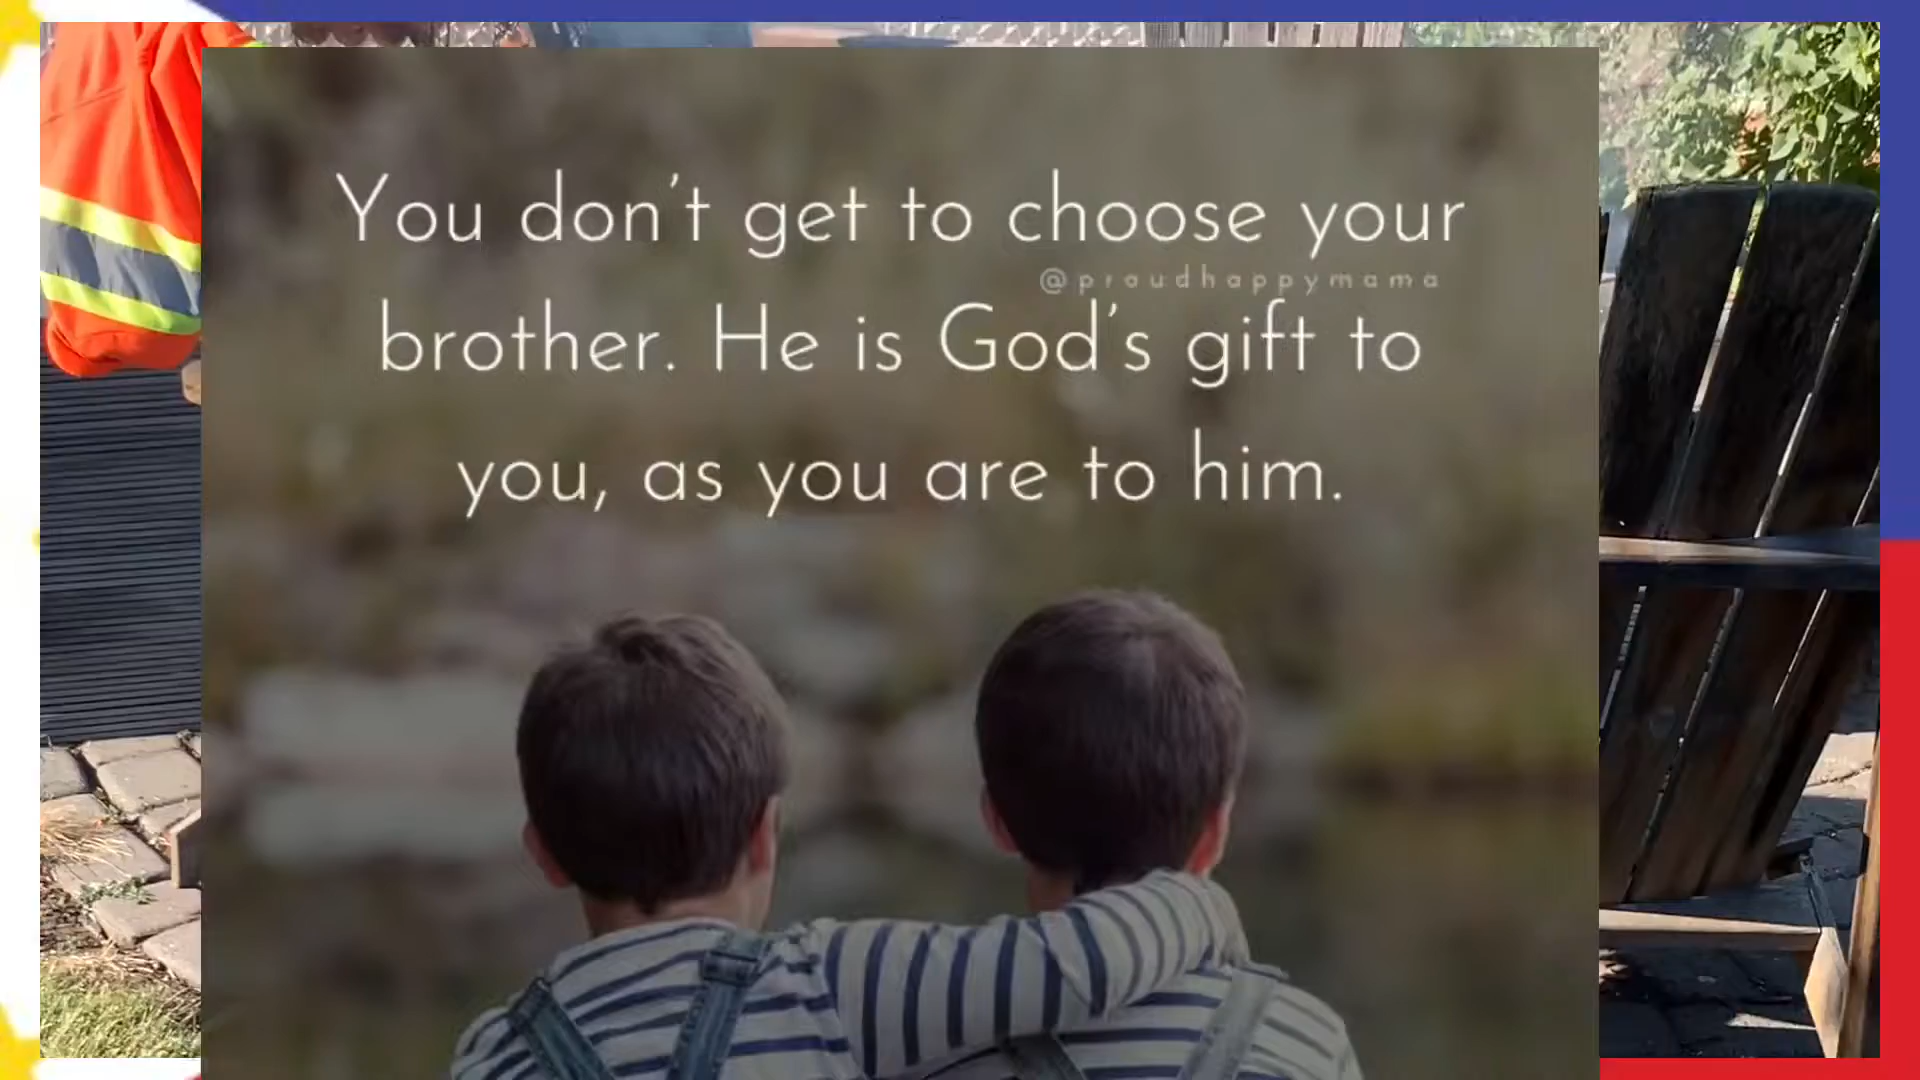 You don't get to choose your
@proudhappymama
brother. He is God's gift to
you, as you are to him.